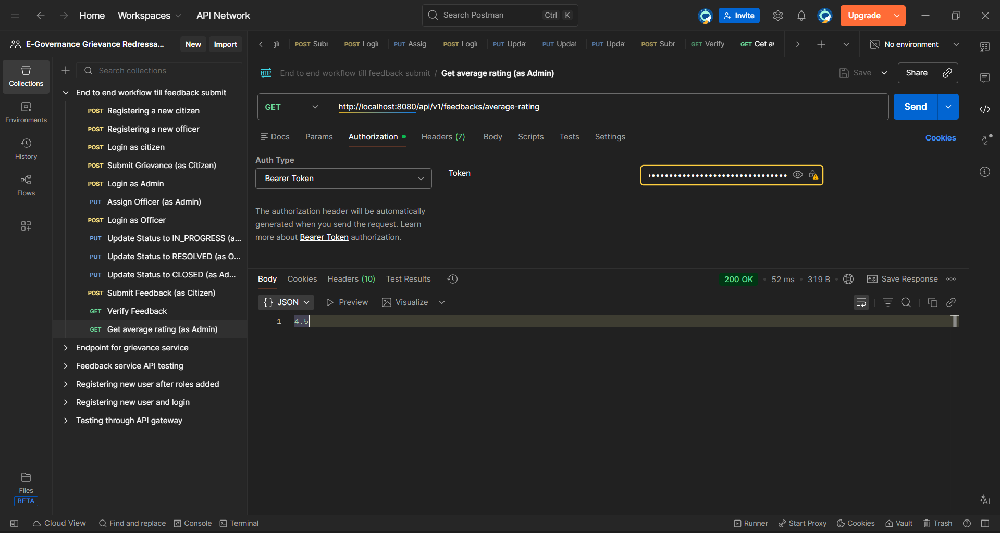 Home
Workspaces
API Network
Search Postman
Ctrl K
Invite
Upgrade
E-Governance Grievance Redressa...
New
Import
POST Subr
POST Logi
PUT Assig
POST Logi
PUT Updat
PUT Updat
PUT Updat
POST Subr
GET Verify
GET Get a
No environment
Collections
Environments
History
Flows
Files
BETA
Search collections
End to end workflow till feedback submit
POST Registering a new citizen
POST Registering a new officer
POST Login as citizen
POST Submit Grievance (as Citizen)
POST Login as Admin
PUT Assign Officer (as Admin)
POST Login as Officer
PUT Update Status to IN_PROGRESS (a...
PUT Update Status to RESOLVED (as O...
PUT Update Status to CLOSED (as Ad...
POST Submit Feedback (as Citizen)
GET Verify Feedback
GET Get average rating (as Admin)
Endpoint for grievance service
Feedback service API testing
Registering new user after roles added
Registering new user and login
Testing through API gateway
HTTP End to end workflow till feedback submit / Get average rating (as Admin)
Save
Share
GET
http://localhost:8080/api/v1/feedbacks/average-rating
Send
Docs
Params
Authorization
Headers (7)
Body
Scripts
Tests
Settings
Cookies
Auth Type
Bearer Token
The authorization header will be automatically
generated when you send the request. Learn
more about Bearer Token authorization.
Token
Body
Cookies
Headers (10)
Test Results
200 OK
52 ms
319 B
e.g. Save Response
{} JSON
Preview
Visualize
1
4.5
AI
Cloud View
Find and replace
Console
Terminal
Runner
Start Proxy
Cookies
Vault
Trash